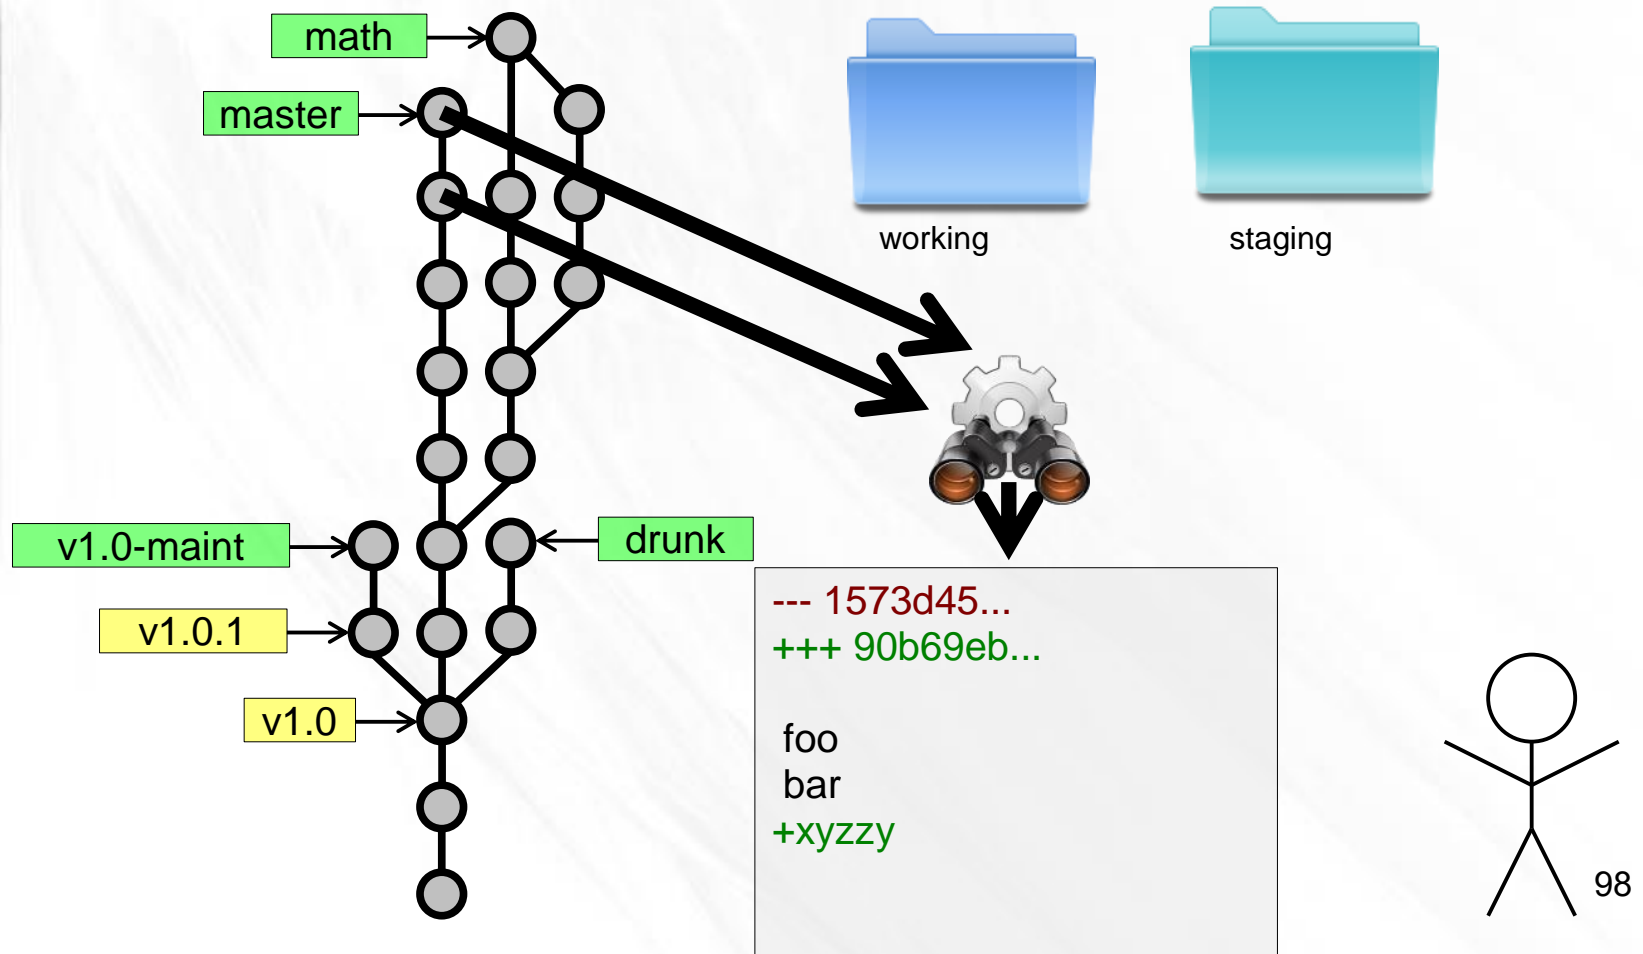 math
master
working
staging
v1.0-maint
drunk
v1.0.1
v1.0
--- 1573d45...
+++ 90b69eb...
foo
bar
+xyzzy
98